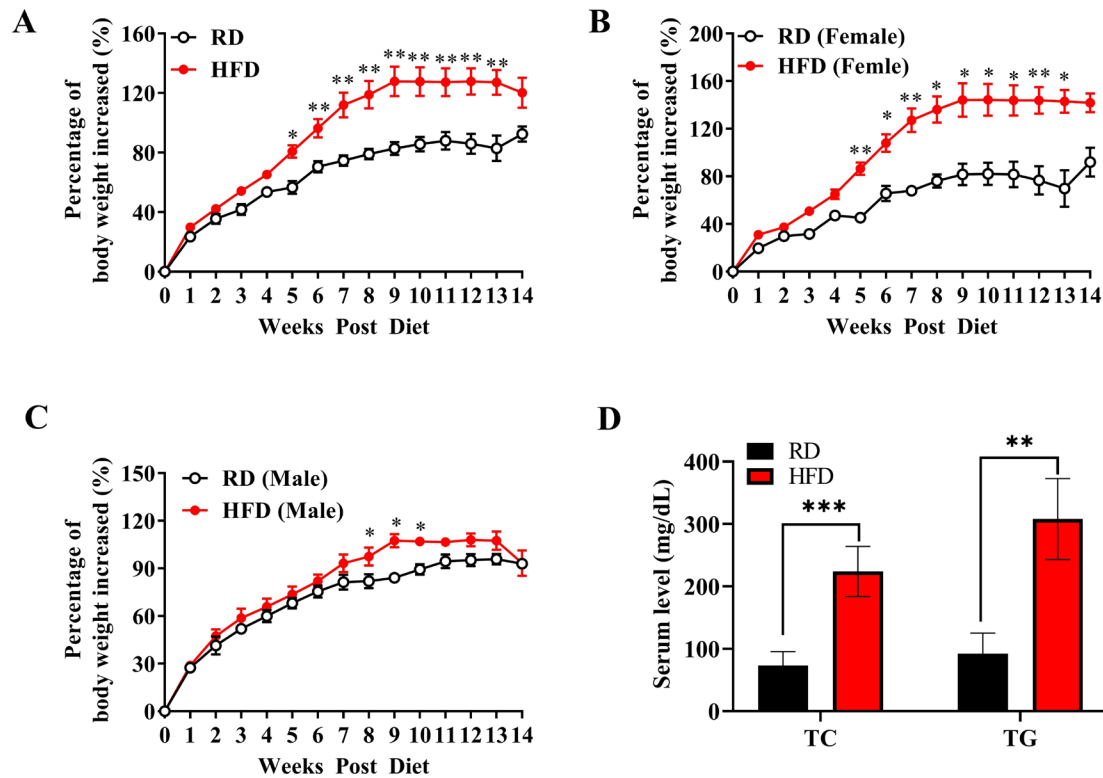 A
RD
HFD
Percentage of
body weight increased (%)
160
120
80
40
0
* ** ** ** ** ** ** ** **
0 1 2 3 4 5 6 7 8 9 10 11 12 13 14
Weeks Post Diet
B
RD (Female)
HFD (Femle)
Percentage of
body weight increased (%)
200
160
120
80
40
0
** * ** * * * * ** *
0 1 2 3 4 5 6 7 8 9 10 11 12 13 14
Weeks Post Diet
C
RD (Male)
HFD (Male)
Percentage of
body weight increased (%)
150
120
90
60
30
0
* * *
0 1 2 3 4 5 6 7 8 9 10 11 12 13 14
Weeks Post Diet
D
RD
HFD
Serum level (mg/dL)
400
300
200
100
0
*** **
TC TG